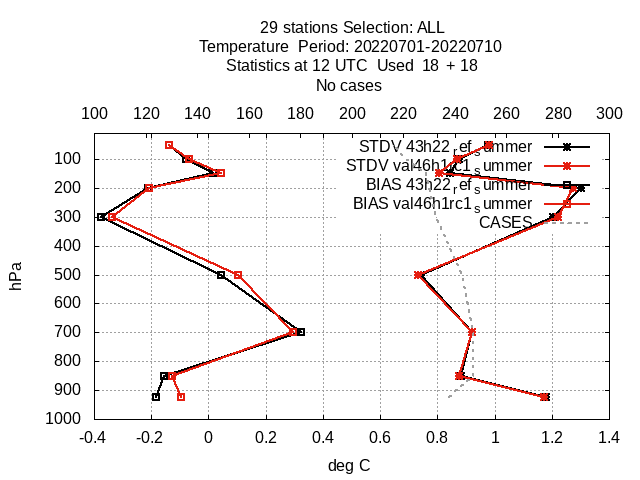 29 stations Selection: ALL
Temperature  Period: 20220701-20220710
Statistics at 12 UTC  Used  18 + 18
No cases
100 120 140 160 180 200 220 240 260 280 300
STDV 43h22ref_summer
STDV val46h1rc1_summer
BIAS 43h22ref_summer
BIAS val46h1rc1_summer
CASES
100
200
300
400
500
600
700
800
900
1000
hPa
-0.4 -0.2 0 0.2 0.4 0.6 0.8 1 1.2 1.4
deg C